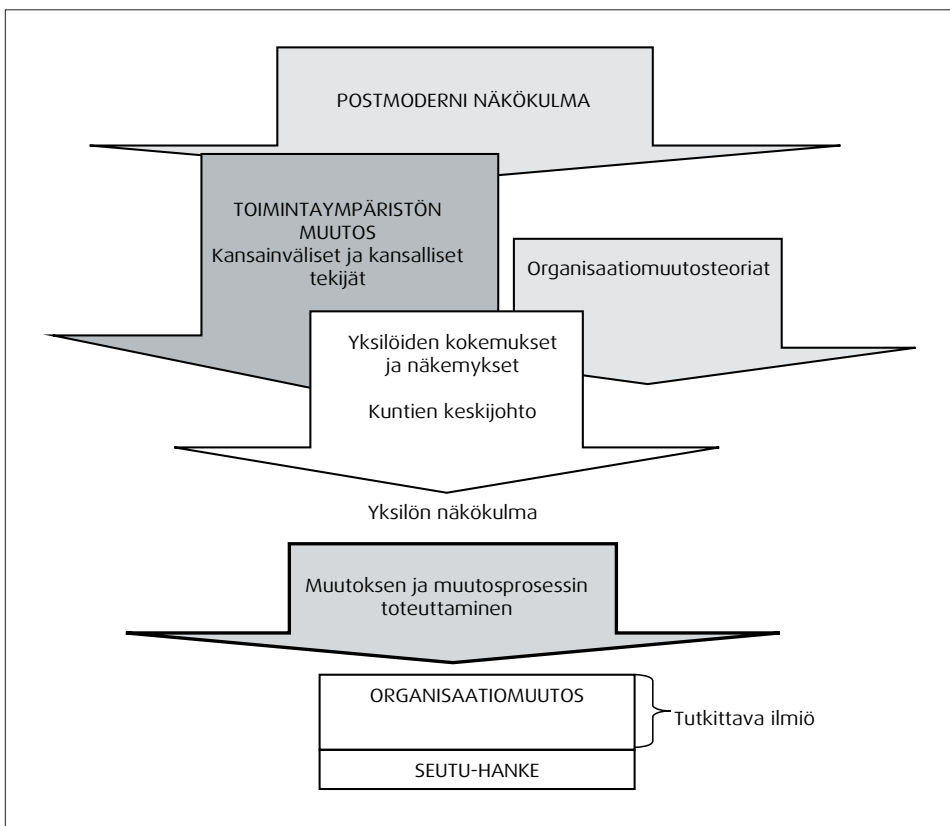 POSTMODERNI NÄKÖKULMA
TOIMINTAYMPÄRISTÖN
MUUTOS
Kansainväliset ja kansalliset
tekijät
Organisaatiomuutosteoriat
Yksilöiden kokemukset
ja näkemykset
Kuntien keskijohto
Yksilön näkökulma
Muutoksen ja muutosprosessin
toteuttaminen
ORGANISAATIOMUUTOS
Tutkittava ilmiö
SEUTU-HANKE